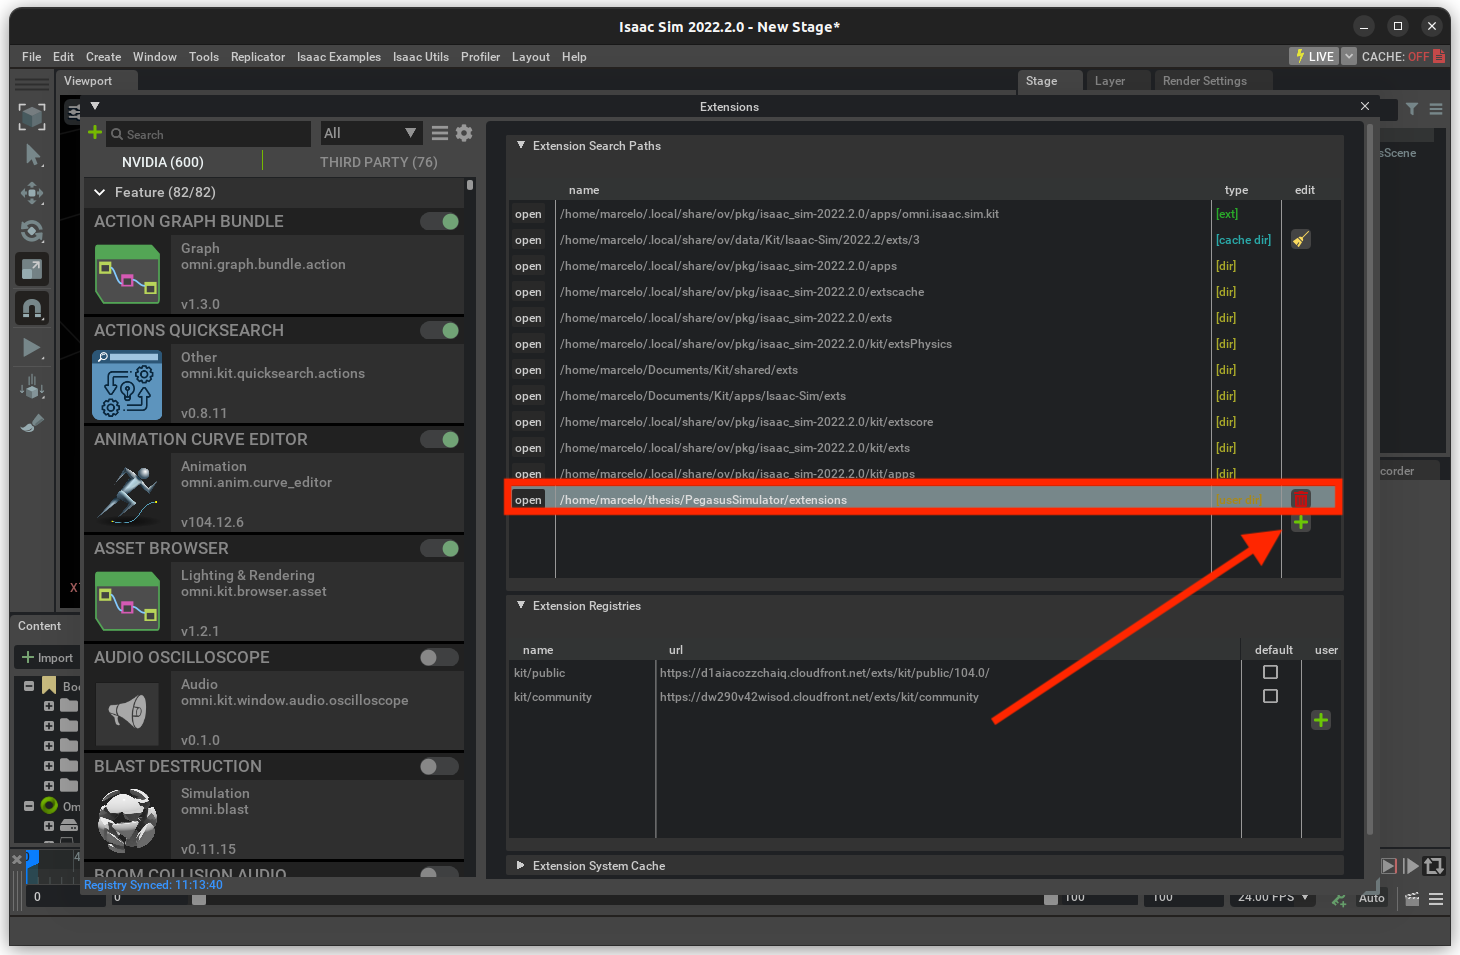 Isaac Sim 2022.2.0 - New Stage*
File Edit Create Window Tools Replicator Isaac Examples Isaac Utils Profiler Layout Help
LIVE CACHE: OFF
Viewport
Stage Layer Render Settings
Extensions
Search
All
NVIDIA (600) THIRD PARTY (76)
Feature (82/82)
ACTION GRAPH BUNDLE
Graph
omni.graph.bundle.action
v1.3.0
ACTIONS QUICKSEARCH
Other
omni.kit.quicksearch.actions
v0.8.11
ANIMATION CURVE EDITOR
Animation
omni.anim.curve_editor
v104.12.6
ASSET BROWSER
Lighting & Rendering
omni.kit.browser.asset
v1.2.1
AUDIO OSCILLOSCOPE
Audio
omni.kit.window.audio.oscilloscope
v0.1.0
BLAST DESTRUCTION
Simulation
omni.blast
v0.11.15
BOOM COLLISION AUDIO
Registry Synced: 11:13:40
Extension Search Paths
name type edit
open /home/marcelo/.local/share/ov/pkg/isaac_sim-2022.2.0/apps/omni.isaac.sim.kit [ext]
open /home/marcelo/.local/share/ov/data/Kit/Isaac-Sim/2022.2/exts/3 [cache dir]
open /home/marcelo/.local/share/ov/pkg/isaac_sim-2022.2.0/apps [dir]
open /home/marcelo/.local/share/ov/pkg/isaac_sim-2022.2.0/extscache [dir]
open /home/marcelo/.local/share/ov/pkg/isaac_sim-2022.2.0/exts [dir]
open /home/marcelo/.local/share/ov/pkg/isaac_sim-2022.2.0/kit/extsPhysics [dir]
open /home/marcelo/Documents/Kit/shared/exts [dir]
open /home/marcelo/Documents/Kit/apps/Isaac-Sim/exts [dir]
open /home/marcelo/.local/share/ov/pkg/isaac_sim-2022.2.0/kit/extscore [dir]
open /home/marcelo/.local/share/ov/pkg/isaac_sim-2022.2.0/kit/exts [dir]
open /home/marcelo/.local/share/ov/pkg/isaac_sim-2022.2.0/kit/apps [dir]
open /home/marcelo/thesis/PegasusSimulator/extensions [user dir]
Extension Registries
name url default user
kit/public https://d1aiacozzchaiq.cloudfront.net/exts/kit/public/104.0/
kit/community https://dw290v42wisod.cloudfront.net/exts/kit/community
Extension System Cache
sScene
corder
Content
Import
Boo
Om
0 4
0 0 100 100 24.00 FPS Auto